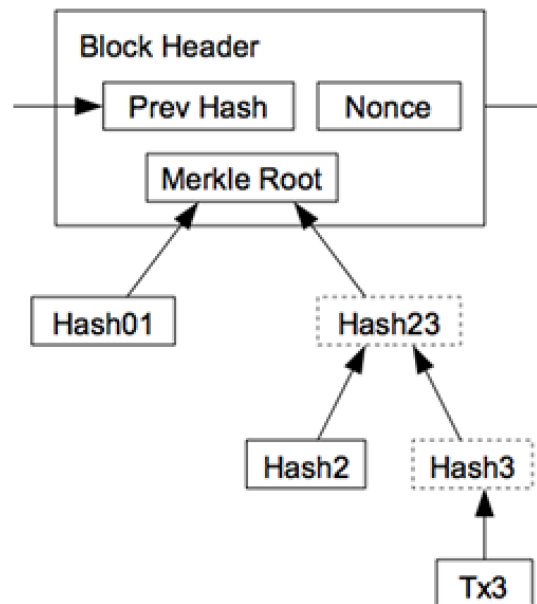 Block Header
Prev Hash
Nonce
Merkle Root
Hash01
Hash23
Hash2
Hash3
Tx3